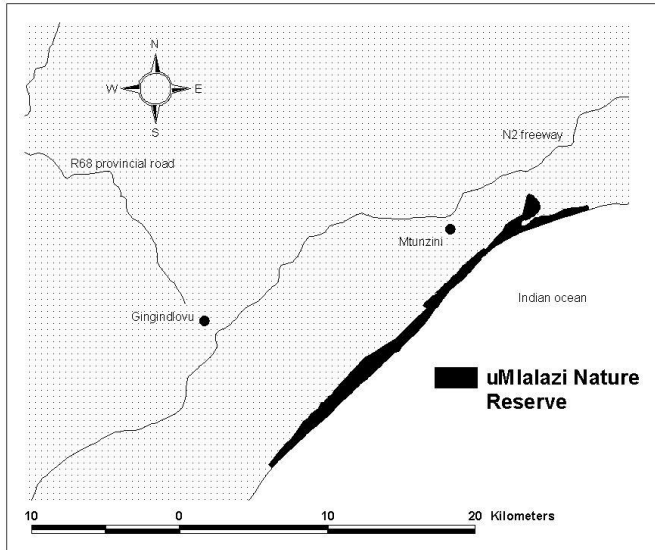 N
W E
S
N2 freeway
R68 provincial road
Mtunzini
Indian ocean
Gingindlovu
uMlalazi Nature
Reserve
10 0 10 20 Kilometers